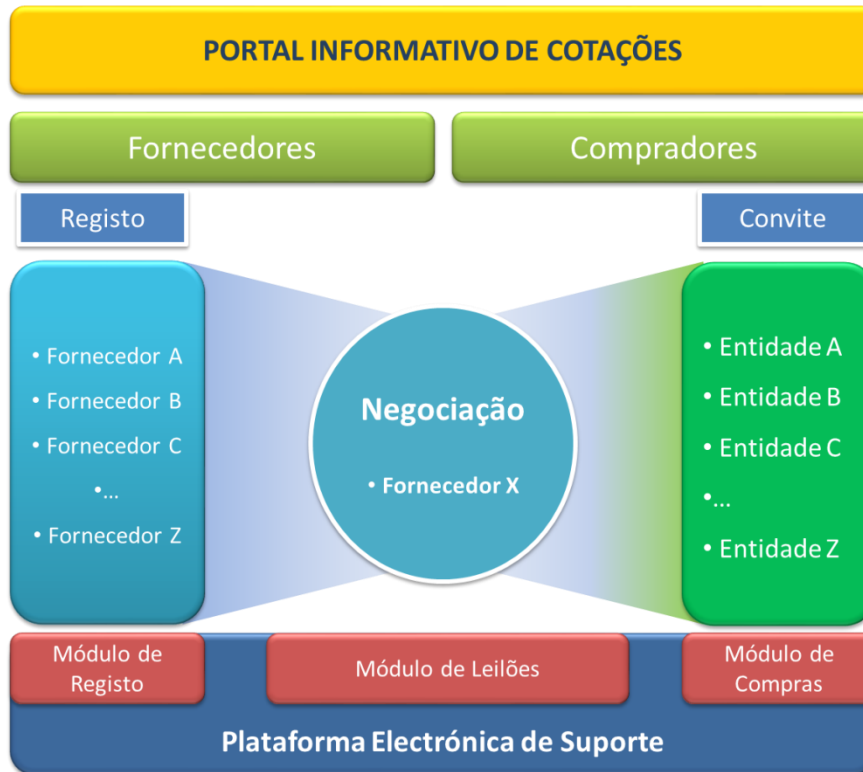 PORTAL INFORMATIVO DE COTAÇÕES
Fornecedores
Compradores
Registo
Convite
• Fornecedor A
• Fornecedor B
• Fornecedor C
•...
• Fornecedor Z
Negociação
• Fornecedor X
• Entidade A
• Entidade B
• Entidade C
•...
• Entidade Z
Módulo de
Registo
Módulo de Leilões
Módulo de
Compras
Plataforma Electrónica de Suporte